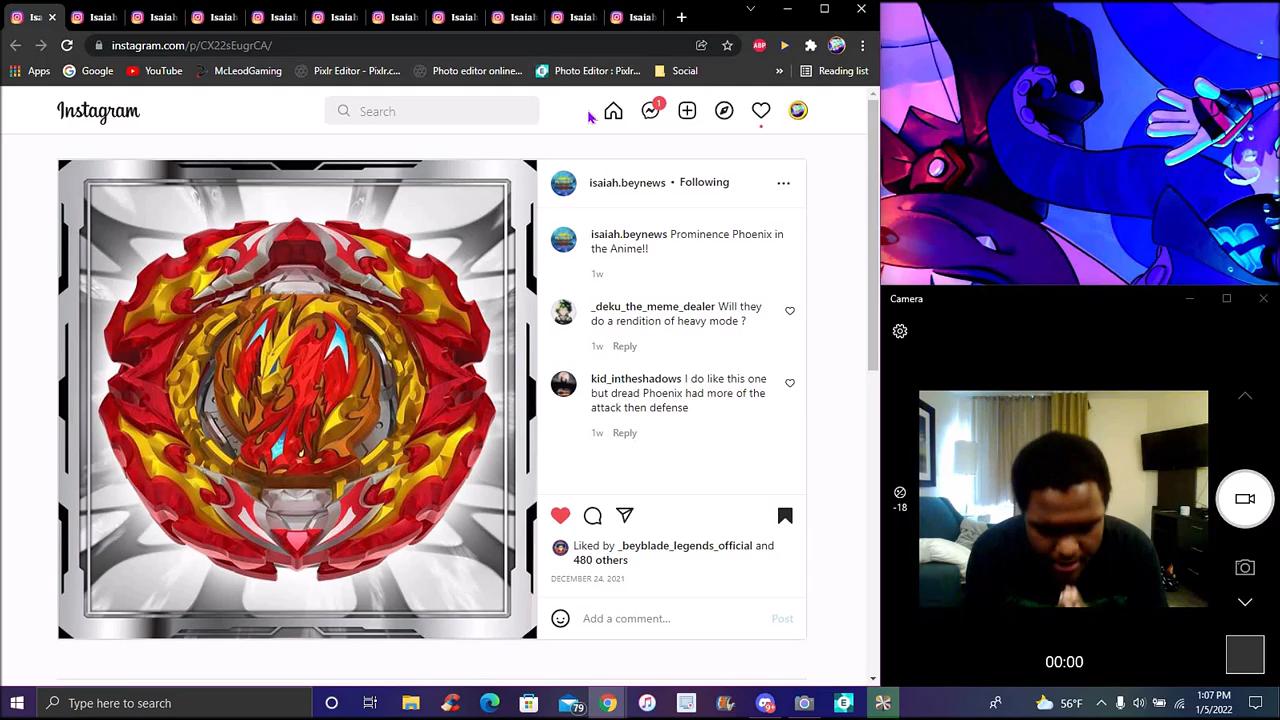 Isa
Isaiah
Isaiah
Isaiah
Isaiah
Isaiah
Isaiah
Isaiah
Isaiah
Isaiah
Isaiah
instagram.com/p/CX22sEugrCA/
ABP
Apps
Google
YouTube
McLeodGaming
Pixlr Editor - Pixlr.c...
Photo editor online...
Photo Editor : Pixlr...
Social
»
Reading list
Instagram
Search
1
isaiah.beynews • Following
isaiah.beynews Prominence Phoenix in
the Anime!!
1w
_deku_the_meme_dealer Will they
do a rendition of heavy mode ?
1w Reply
kid_intheshadows I do like this one
but dread Phoenix had more of the
attack then defense
1w Reply
Liked by _beyblade_legends_official and
480 others
DECEMBER 24, 2021
Add a comment...
Post
Camera
-18
00:00
Type here to search
79
56°F
1:07 PM
1/5/2022